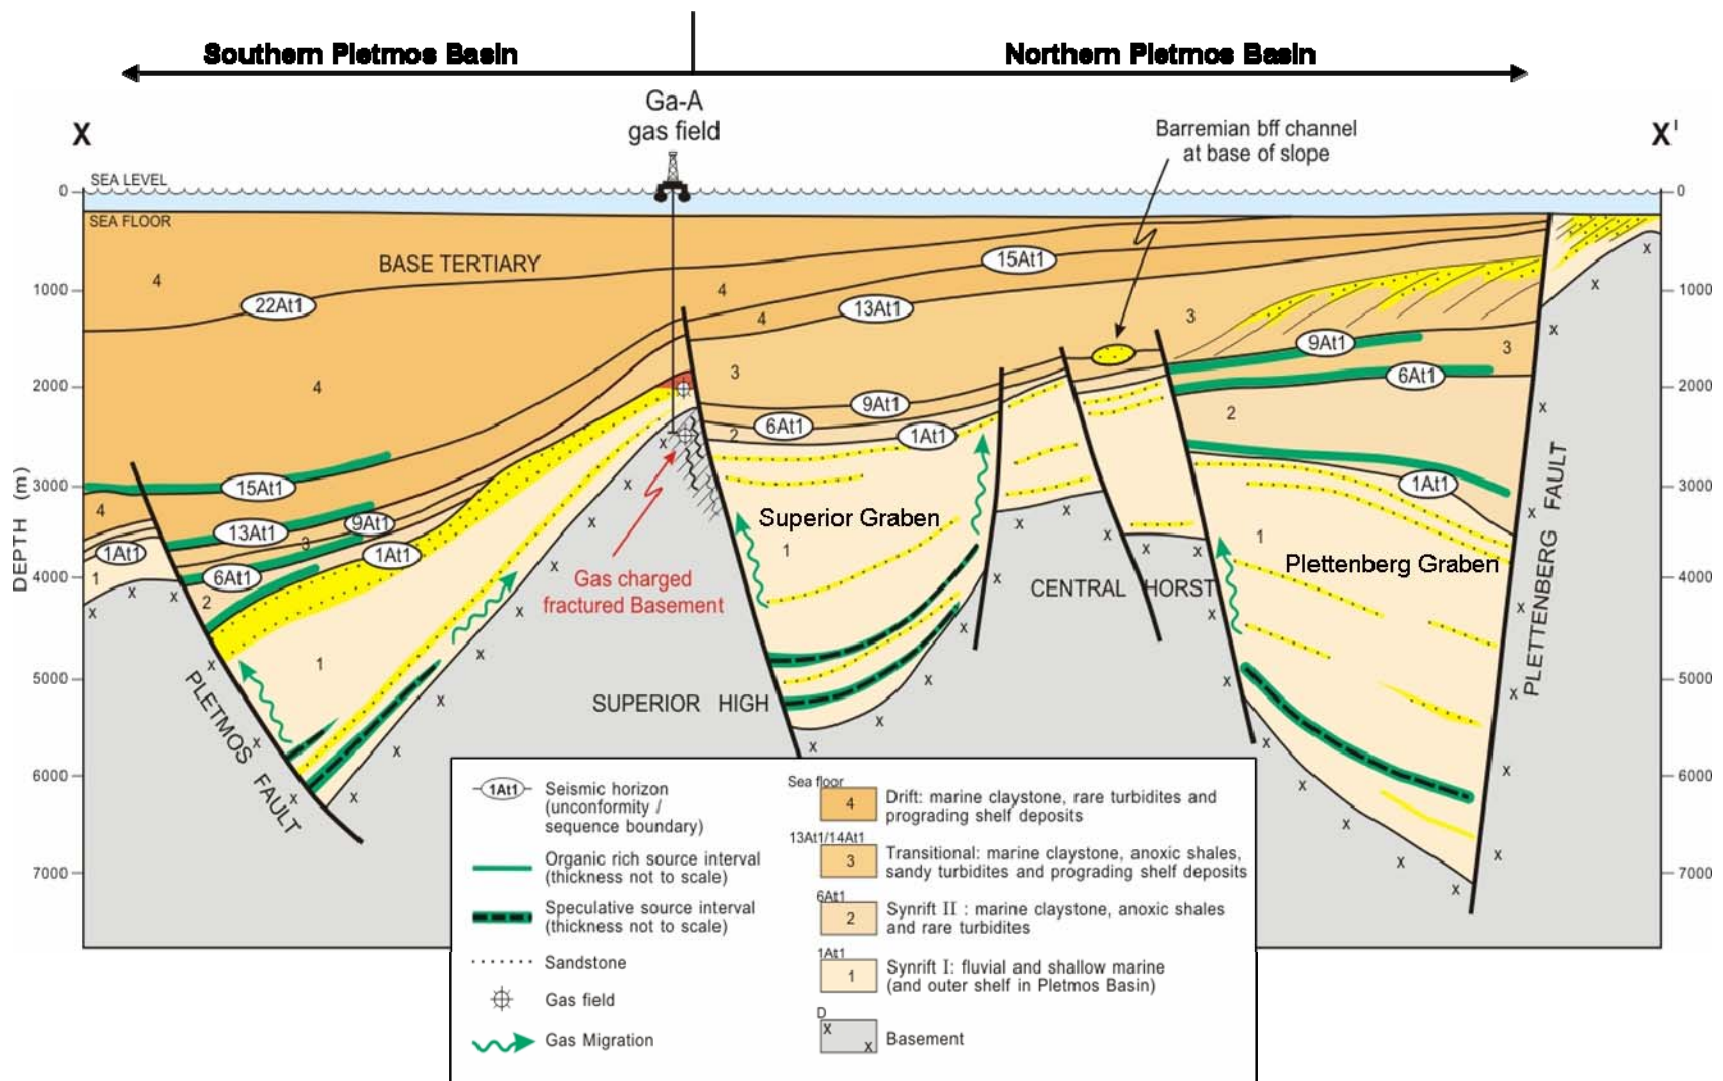 Southern Pletmos Basin
Northern Pletmos Basin
Ga-A
gas field
X
X'
Barremian bff channel
at base of slope
SEA LEVEL
SEA FLOOR
0
1000
2000
3000
4000
5000
6000
7000
DEPTH (m)
0
1000
2000
3000
4000
5000
6000
7000
BASE TERTIARY
4
22At1
4
15At1
4
13At1
4
3
3
9At1
3
6At1
2
9At1
6At1
1At1
2
15At1
4
13At1
9At1
3
1At1
1At1
6At1
1
2
1
1At1
Superior Graben
1
1
Plettenberg Graben
Gas charged
fractured Basement
CENTRAL HORST
SUPERIOR HIGH
PLETMOS FAULT
PLETTENBERG FAULT
1At1
Seismic horizon
(unconformity /
sequence boundary)
Organic rich source interval
(thickness not to scale)
Speculative source interval
(thickness not to scale)
Sandstone
Gas field
Gas Migration
Sea floor
4
Drift: marine claystone, rare turbidites and
prograding shelf deposits
13At1/14At1
3
Transitional: marine claystone, anoxic shales,
sandy turbidites and prograding shelf deposits
6At1
2
Synrift II : marine claystone, anoxic shales
and rare turbidites
1At1
1
Synrift I: fluvial and shallow marine
(and outer shelf in Pletmos Basin)
D
x
x
Basement